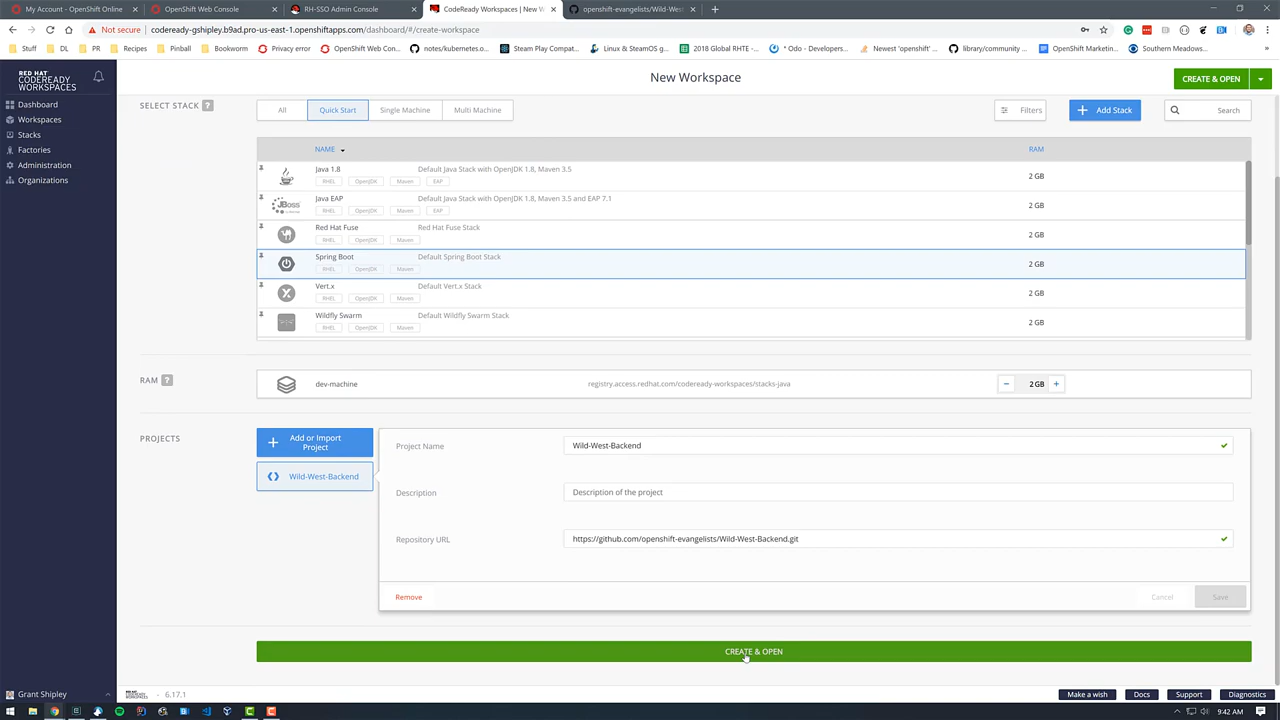 My Account - OpenShift Online
OpenShift Web Console
RH-SSO Admin Console
CodeReady Workspaces | New W
openshift-evangelists/Wild-Wes
Not secure
codeready-gshipley.b9ad.pro-us-east-1.openshiftapps.com/dashboard/#/create-workspace
Stuff
DL
PR
Recipes
Pinball
Bookworm
Privacy error
OpenShift Web Con...
notes/kubernetes.o...
Steam Play Compat...
Linux & SteamOS g...
2018 Global RHTE -...
* Odo - Developers...
Newest 'openshift' ...
library/community ...
OpenShift Marketin...
Southern Meadows...
»
RED HAT
CODEREADY
WORKSPACES
New Workspace
CREATE & OPEN
Dashboard
Workspaces
Stacks
Factories
Administration
Organizations
SELECT STACK ?
All
Quick Start
Single Machine
Multi Machine
Filters
+ Add Stack
Search
NAME
RAM
Java 1.8
Default Java Stack with OpenJDK 1.8, Maven 3.5
RHEL OpenJDK Maven EAP
2 GB
Java EAP
Default Java Stack with OpenJDK 1.8, Maven 3.5 and EAP 7.1
RHEL OpenJDK Maven EAP
2 GB
Red Hat Fuse
Red Hat Fuse Stack
RHEL OpenJDK Maven
2 GB
Spring Boot
Default Spring Boot Stack
RHEL OpenJDK Maven
2 GB
Vert.x
Default Vert.x Stack
RHEL OpenJDK Maven
2 GB
Wildfly Swarm
Default Wildfly Swarm Stack
RHEL OpenJDK Maven
2 GB
RAM ?
dev-machine
registry.access.redhat.com/codeready-workspaces/stacks-java
− 2 GB +
PROJECTS
+ Add or Import
Project
Wild-West-Backend
Project Name
Wild-West-Backend
Description
Description of the project
Repository URL
https://github.com/openshift-evangelists/Wild-West-Backend.git
Remove
Cancel
Save
CREATE & OPEN
Grant Shipley
- 6.17.1
Make a wish
Docs
Support
Diagnostics
9:42 AM